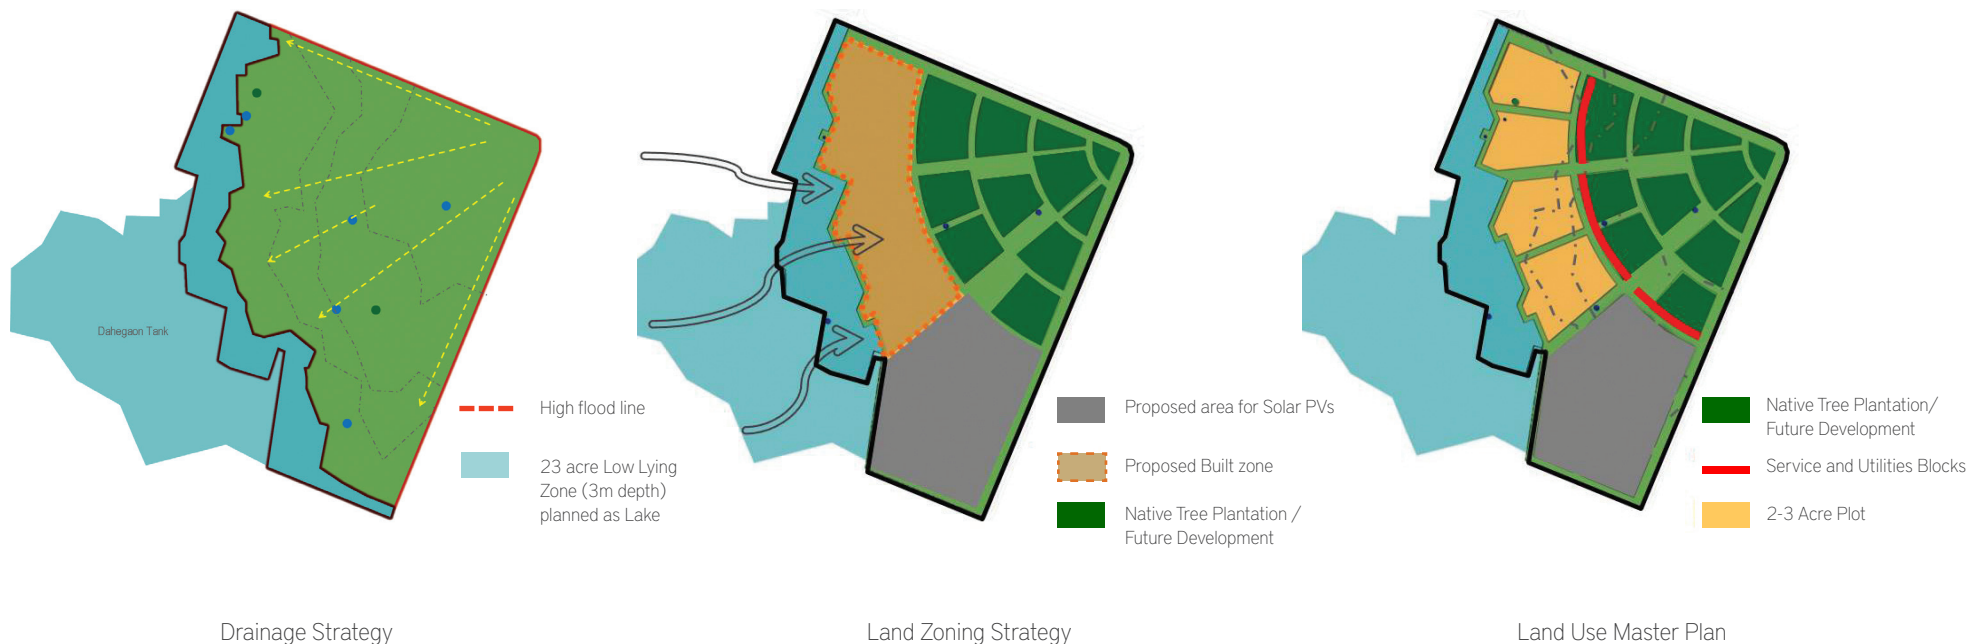 Dahegaon Tank
High flood line
23 acre Low Lying
Zone (3m depth)
planned as Lake
Drainage Strategy
Proposed area for Solar PVs
Proposed Built zone
Native Tree Plantation /
Future Development
Land Zoning Strategy
Native Tree Plantation/
Future Development
Service and Utilities Blocks
2-3 Acre Plot
Land Use Master Plan